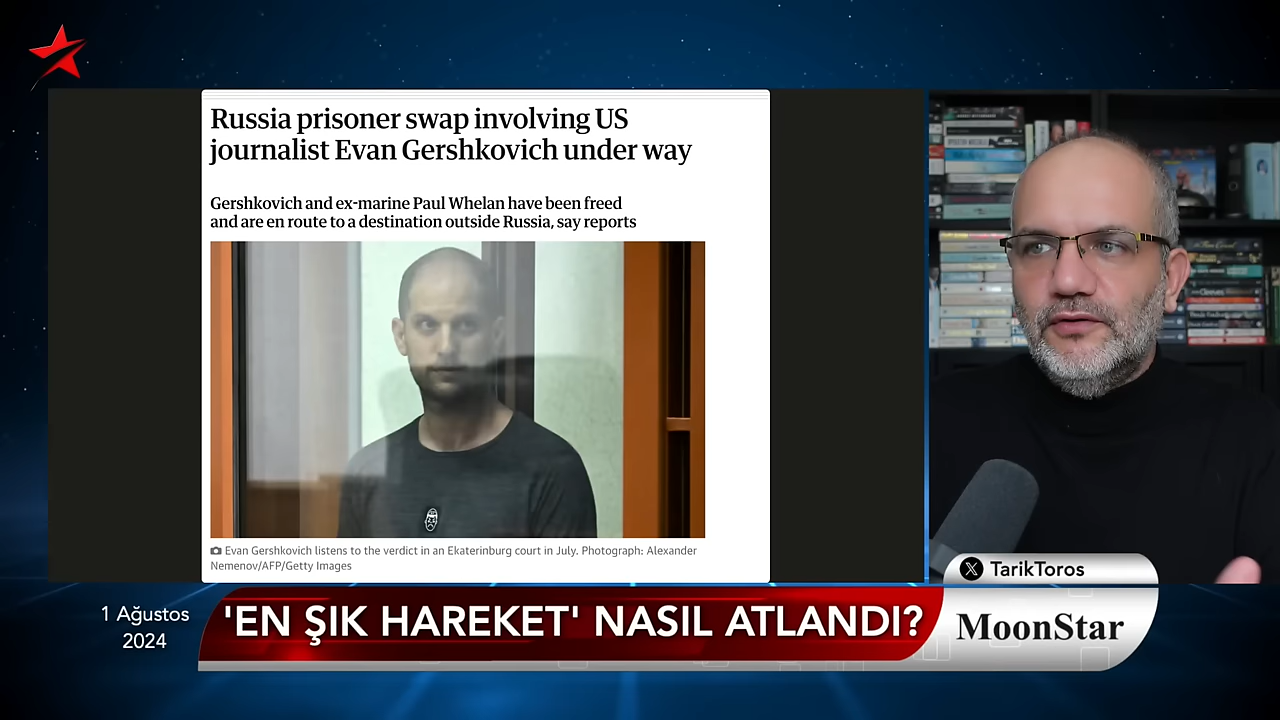 Russia prisoner swap involving US
journalist Evan Gershkovich under way
Gershkovich and ex-marine Paul Whelan have been freed
and are en route to a destination outside Russia, say reports
Evan Gershkovich listens to the verdict in an Ekaterinburg court in July. Photograph: Alexander
Nemenov/AFP/Getty Images
TarikToros
1 Ağustos
2024
'EN ŞIK HAREKET' NASIL ATLANDI?
MoonStar